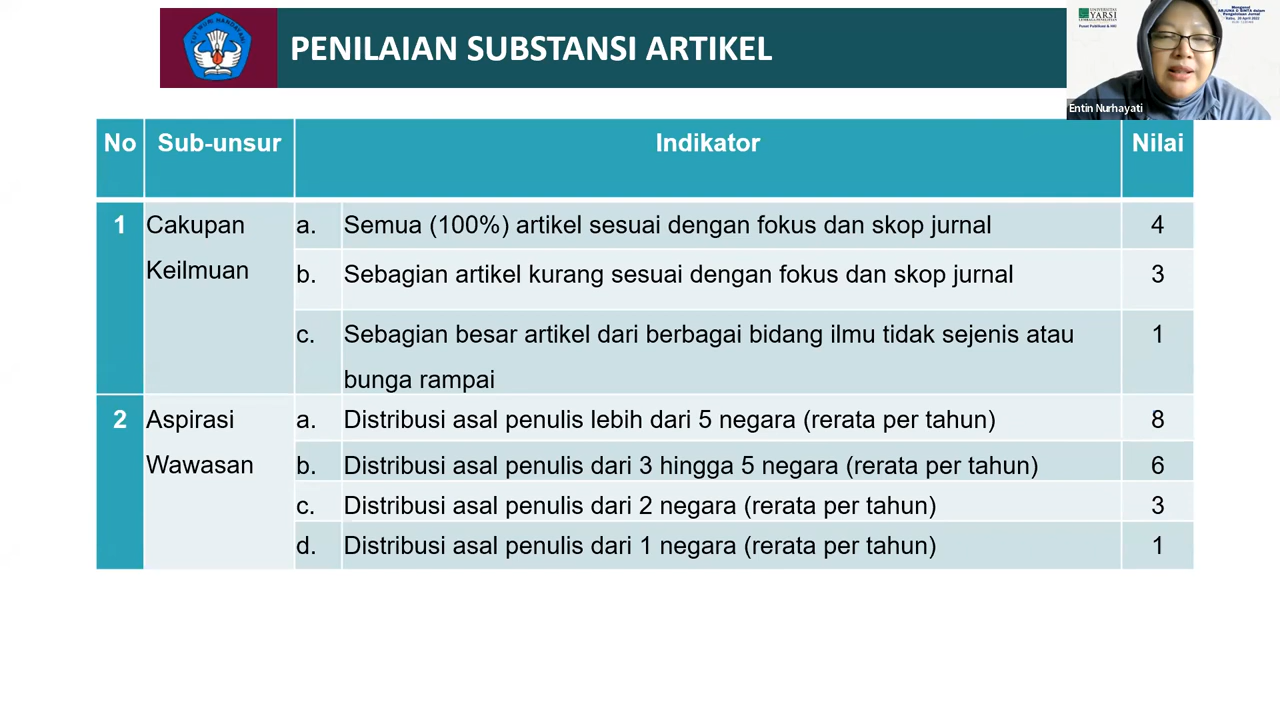 PENILAIAN SUBSTANSI ARTIKEL
UNIVERSITAS
YARSI
Entin Nurhayati
No Sub-unsur Indikator Nilai
1 Cakupan Keilmuan a. Semua (100%) artikel sesuai dengan fokus dan skop jurnal 4
b. Sebagian artikel kurang sesuai dengan fokus dan skop jurnal 3
c. Sebagian besar artikel dari berbagai bidang ilmu tidak sejenis atau
bunga rampai 1
2 Aspirasi Wawasan a. Distribusi asal penulis lebih dari 5 negara (rerata per tahun) 8
b. Distribusi asal penulis dari 3 hingga 5 negara (rerata per tahun) 6
c. Distribusi asal penulis dari 2 negara (rerata per tahun) 3
d. Distribusi asal penulis dari 1 negara (rerata per tahun) 1